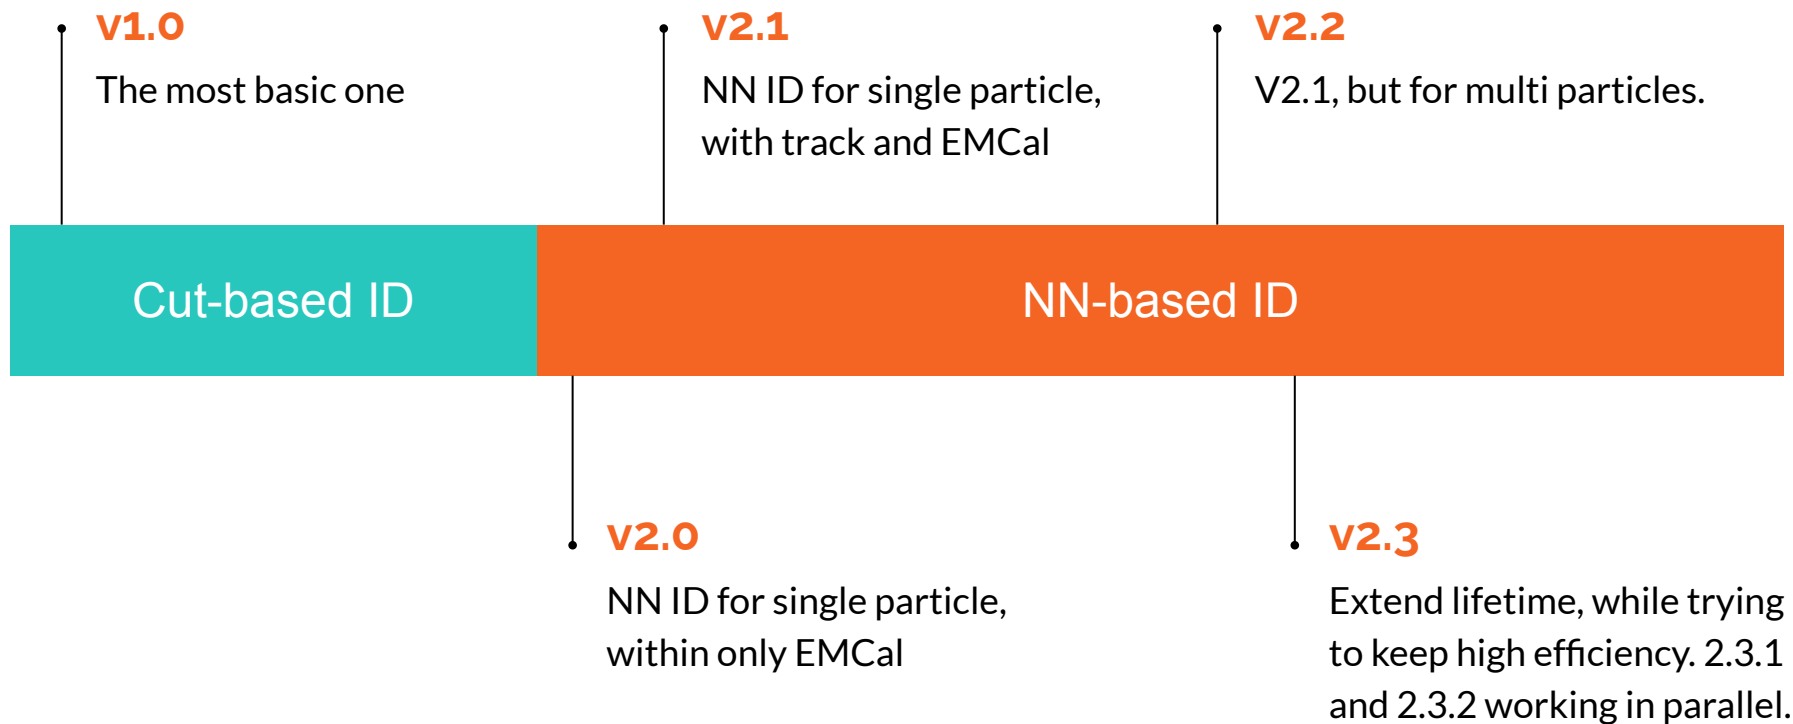 v1.0
The most basic one
v2.1
NN ID for single particle,
with track and EMCal
v2.2
V2.1, but for multi particles.
Cut-based ID
NN-based ID
v2.0
NN ID for single particle,
within only EMCal
v2.3
Extend lifetime, while trying
to keep high efficiency. 2.3.1
and 2.3.2 working in parallel.